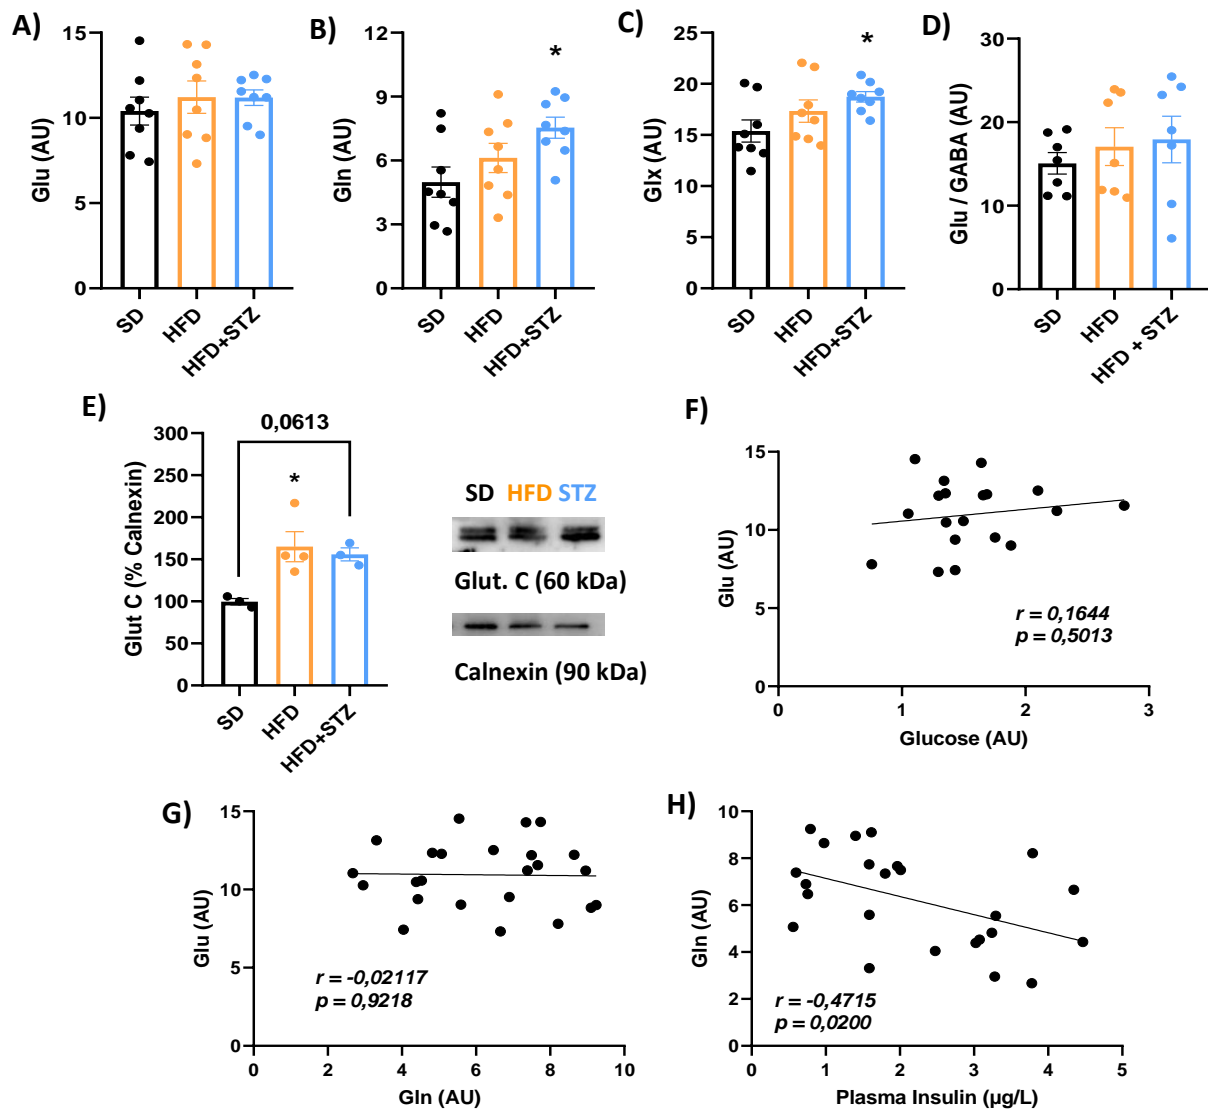 A)
Glu (AU)
15
10
5
0
SD
HFD
HFD+STZ
B)
Gln (AU)
12
9
6
3
0
*
SD
HFD
HFD+STZ
C)
Glx (AU)
25
20
15
10
5
0
*
SD
HFD
HFD+STZ
D)
Glu / GABA (AU)
30
20
10
0
SD
HFD
HFD + STZ
E)
Glut C (% Calnexin)
300
250
200
150
100
50
0
0,0613
*
SD
HFD
HFD+STZ
SD HFD STZ
Glut. C (60 kDa)
Calnexin (90 kDa)
F)
Glu (AU)
15
10
5
0
r = 0,1644
p = 0,5013
0 1 2 3
Glucose (AU)
G)
Glu (AU)
15
10
5
0
r = -0,02117
p = 0,9218
0 2 4 6 8 10
Gln (AU)
H)
Gln (AU)
10
8
6
4
2
0
r = -0,4715
p = 0,0200
0 1 2 3 4 5
Plasma Insulin (µg/L)